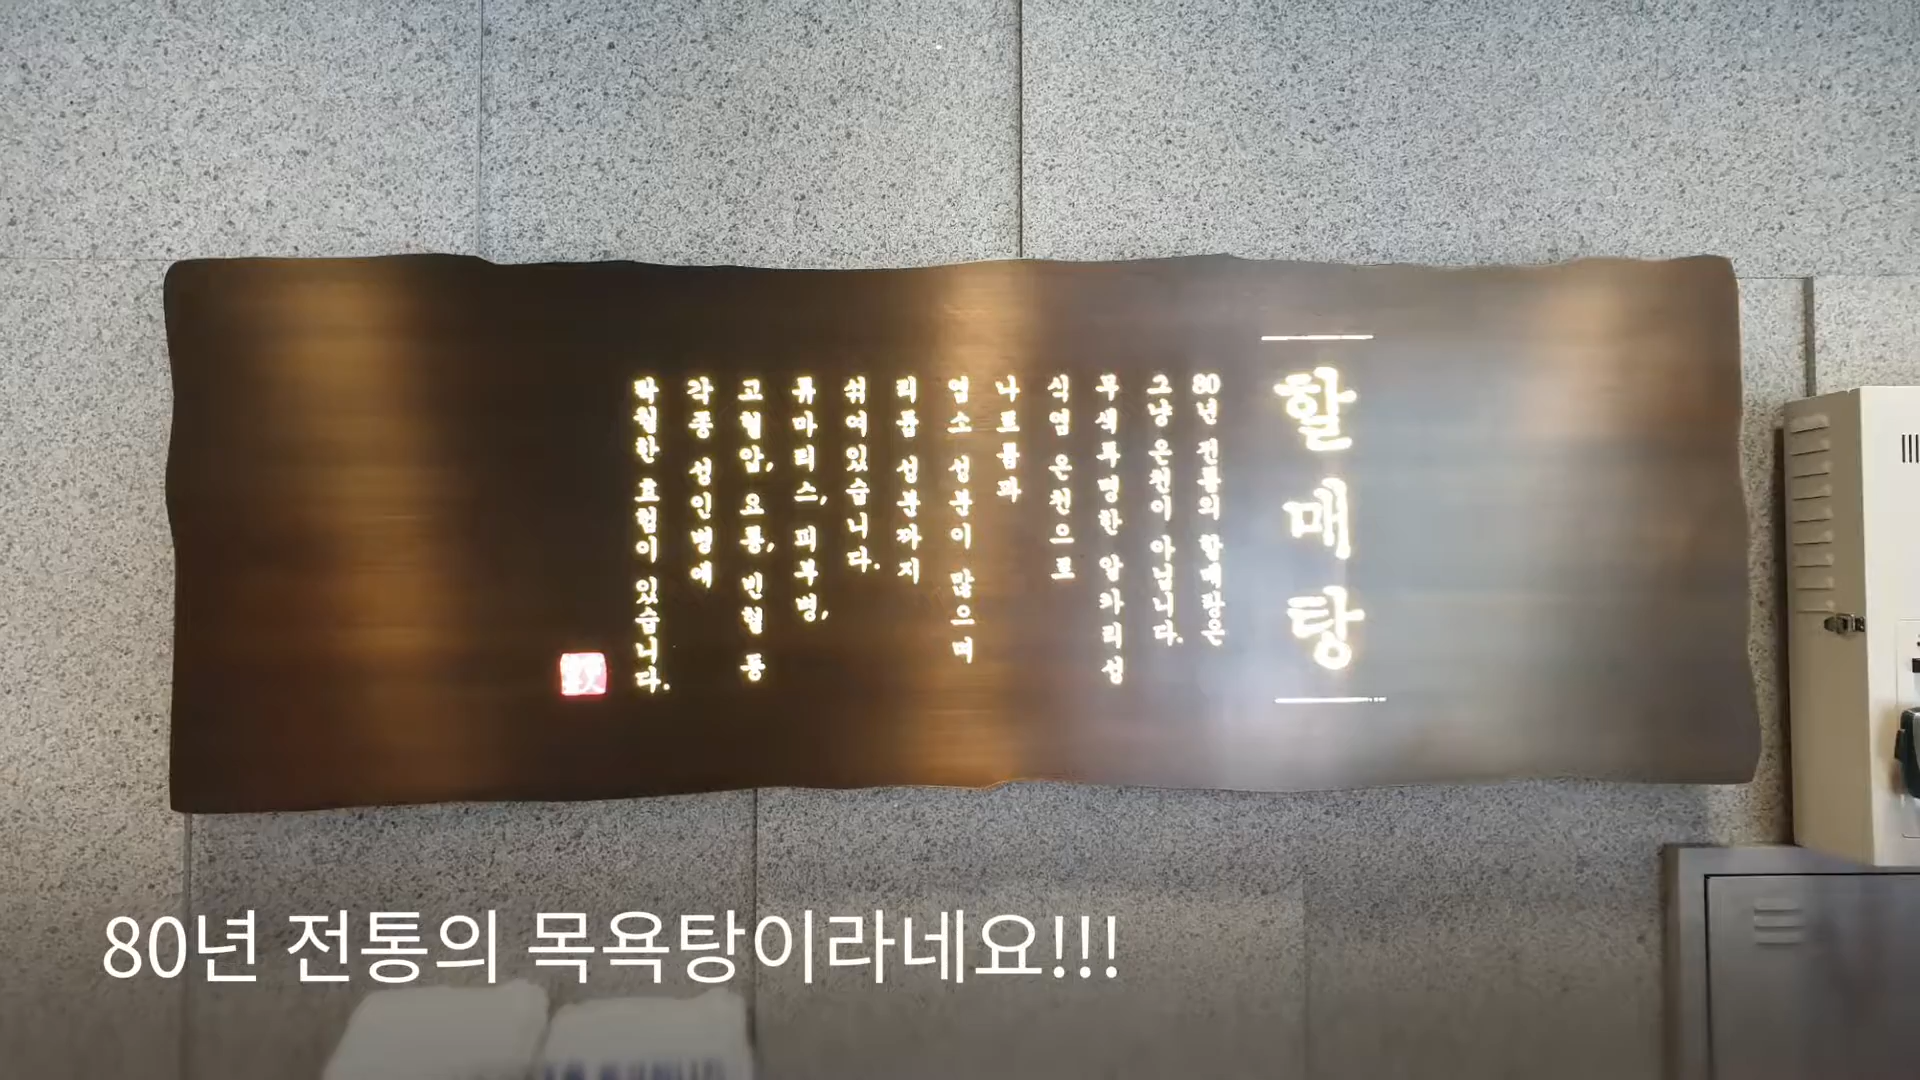 할매탕
80년 전통의 할매탕은
그냥 온천이 아닙니다.
무색투명한 알카리성
식염 온천으로
나트륨과
염소 성분이 많으며
리듐 성분까지
섞여있습니다.
류마티스, 피부병,
고혈압, 요통, 빈혈 등
각종 성인병에
탁월한 효험이 있습니다.
80년 전통의 목욕탕이라네요!!!